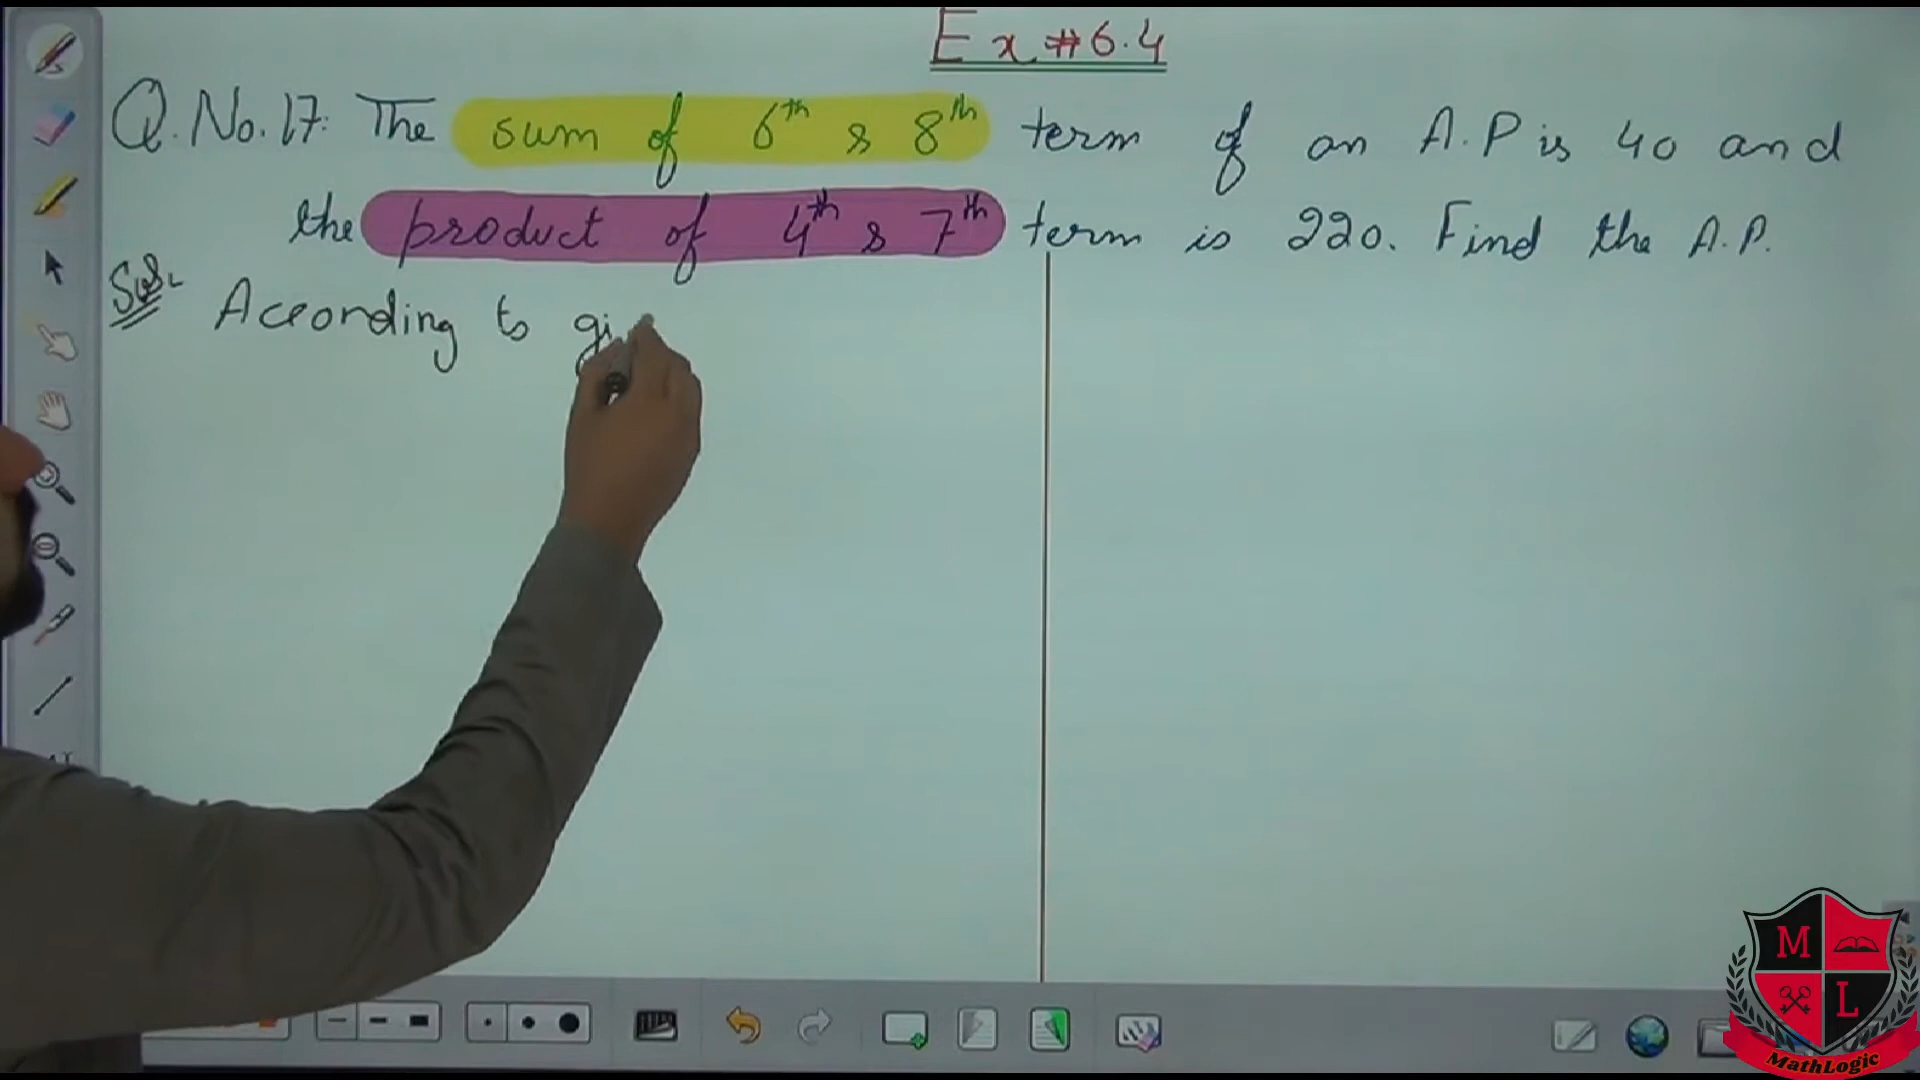 Ex # 6.4
Q.No.17: The sum of 6th & 8th term of an A.P is 40 and
the product of 4th & 7th term is 220. Find the A.P.
Sol:
According to gi
M
L
MathLogic